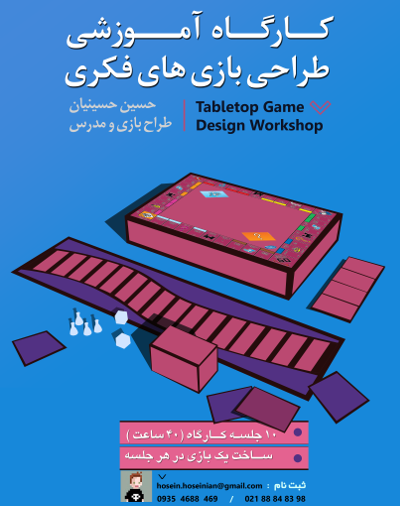 کارگاه آموزشی
طراحی بازی های فکری
حسین حسینیان
طراح بازی و مدرس
Tabletop Game
Design Workshop
۱۰ جلسه کارگاه (۴۰ ساعت )
ساخت یک بازی در هر جلسه
ثبت نام :
hosein.hoseinian@gmail.com
0935 4688 469 / 021 88 84 83 98